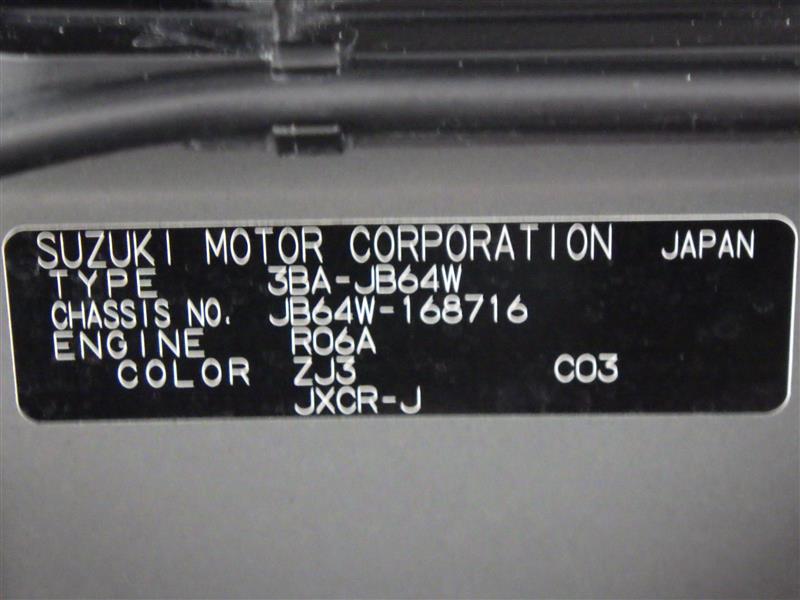 SUZUKI MOTOR CORPORATION JAPAN
TYPE 3BA-JB64W
CHASSIS NO. JB64W-168716
ENGINE R06A
COLOR ZJ3 C03
JXCR-J